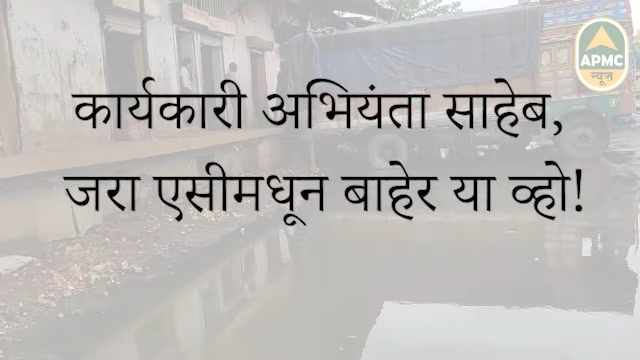 APMC
न्यूज
कार्यकारी अभियंता साहेब,
जरा एसीमधून बाहेर या व्हो!